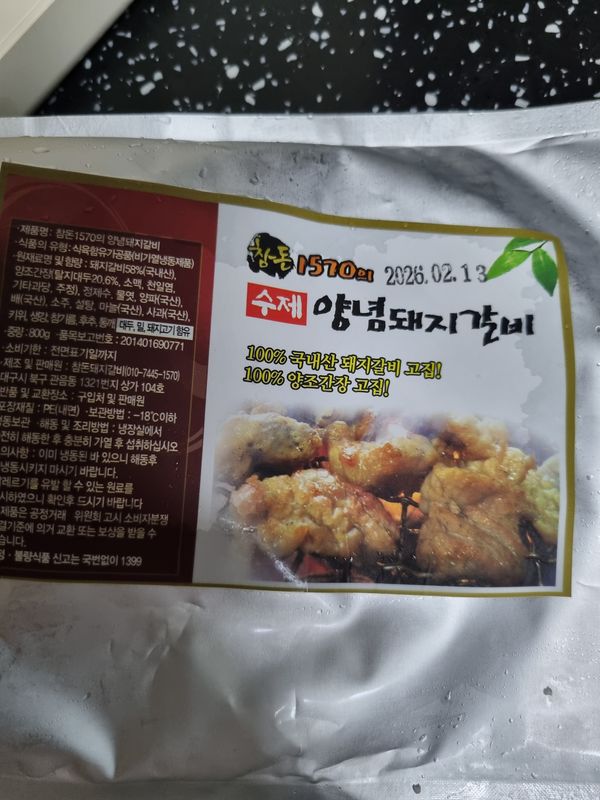 ·제품명 : 참돈1570의 양념돼지갈비
·식품의 유형 : 식육함유가공품(비가열냉동제품)
·원재료명 및 함량 : 돼지갈비58%(국내산),
양조간장(탈지대두20.6%, 소맥, 천일염,
기타과당, 주정), 정제수, 물엿, 양파(국산),
배(국산), 소주, 설탕, 마늘(국산), 사과(국산),
키위, 생강, 참기름, 후추, 통깨 대두, 밀, 돼지고기 함유
·중량 : 800g ·품목보고번호 : 201401690771
·소비기한 : 전면표기일까지
·제조 및 판매원 : 참돈돼지갈비(010-7445-1570)
대구시 북구 관음동 1321번지 상가 104호
반품 및 교환장소 : 구입처 및 판매원
포장재질 : PE(내면) ·보관방법 : -18℃이하
냉동보관 ·해동 및 조리방법 : 냉장실에서
전히 해동한 후 충분히 가열 후 섭취하십시오
의사항 : 이미 냉동된 바 있으니 해동후
냉동시키지 마시기 바랍니다.
레르기를 유발 할 수 있는 원료를
시하였으니 확인후 드시기 바랍니다
제품은 공정거래 위원회 고시 소비자분쟁
결기준에 의거 교환 또는 보상을 받을 수
습니다.
정·불량식품 신고는 국번없이 1399
참돈 1570의 2026.02.13
수제 양념돼지갈비
100% 국내산 돼지갈비 고집!
100% 양조간장 고집!